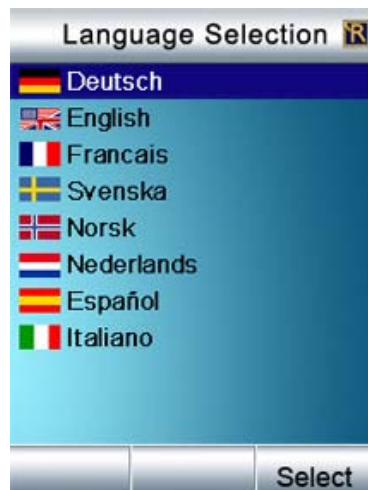 Language Selection R
Deutsch
English
Francais
Svenska
Norsk
Nederlands
Español
Italiano
Select